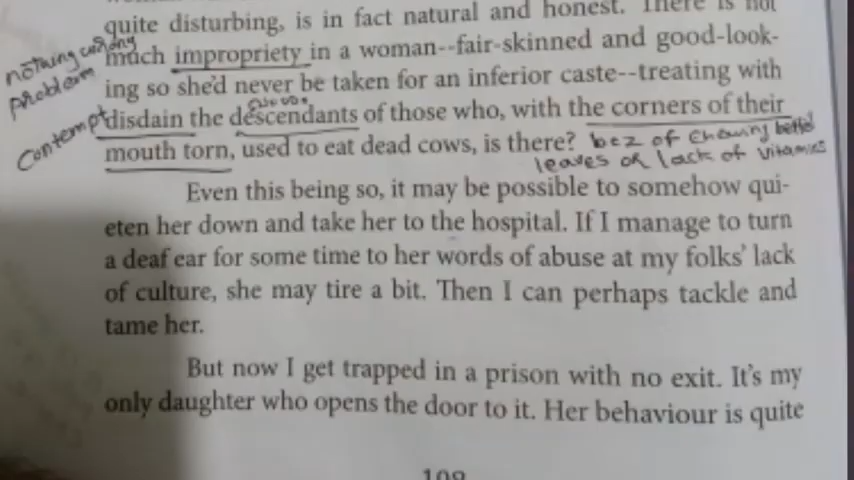 quite disturbing, is in fact natural and honest. There is not
nothing wrong
problem
much impropriety in a woman--fair-skinned and good-look-
ing so she'd never be taken for an inferior caste--treating with
Contempt
disdain the descendants of those who, with the corners of their
mouth torn, used to eat dead cows, is there?
bez of chewing bettel
leaves or lack of vitamins
Even this being so, it may be possible to somehow qui-
eten her down and take her to the hospital. If I manage to turn
a deaf ear for some time to her words of abuse at my folks' lack
of culture, she may tire a bit. Then I can perhaps tackle and
tame her.
But now I get trapped in a prison with no exit. It's my
only daughter who opens the door to it. Her behaviour is quite
109